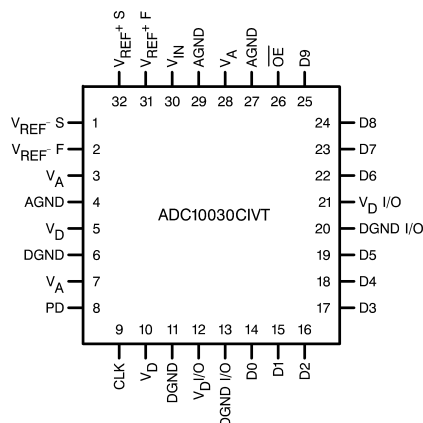 VREF+ S
VREF+ F
VIN
AGND
VA
AGND
OE
D9
32 31 30 29 28 27 26 25
VREF- S 1
VREF- F 2
VA 3
AGND 4
VD 5
DGND 6
VA 7
PD 8
ADC10030CIVT
24 D8
23 D7
22 D6
21 VD I/O
20 DGND I/O
19 D5
18 D4
17 D3
9 10 11 12 13 14 15 16
CLK
VD
DGND
VDI/O
DGND I/O
D0
D1
D2